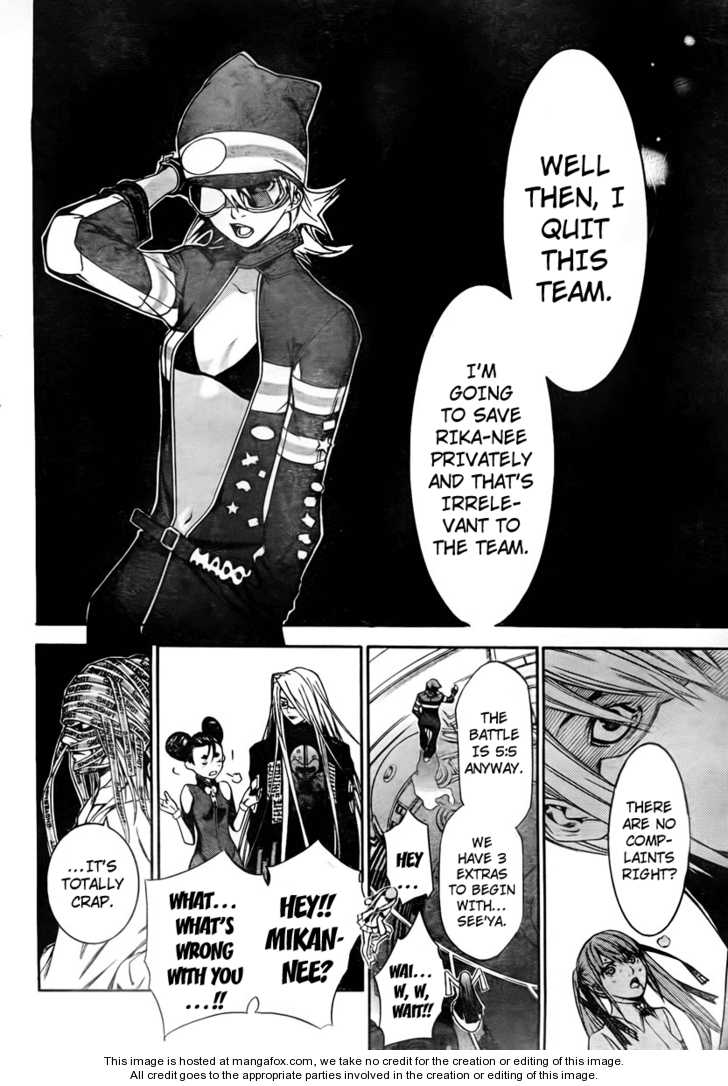 WELL
THEN, I
QUIT
THIS
TEAM.
I'M
GOING
TO SAVE
RIKA-NEE
PRIVATELY
AND THAT'S
IRRELE-
VANT TO
THE TEAM.
MADO
THERE
ARE NO
COMP-
LAINTS
RIGHT?
THE
BATTLE
IS 5:5
ANYWAY.
WE
HAVE 3
EXTRAS
TO BEGIN
WITH...
SEE'YA.
HEY
...
WAI...
W, W,
WAIT!!
HEY!!
MIKAN-
NEE?
WHAT...
WHAT'S
WRONG
WITH YOU
...!!
...IT'S
TOTALLY
CRAP.
This image is hosted at mangafox.com, we take no credit for the creation or editing of this image.
All credit goes to the appropriate parties involved in the creation or editing of this image.